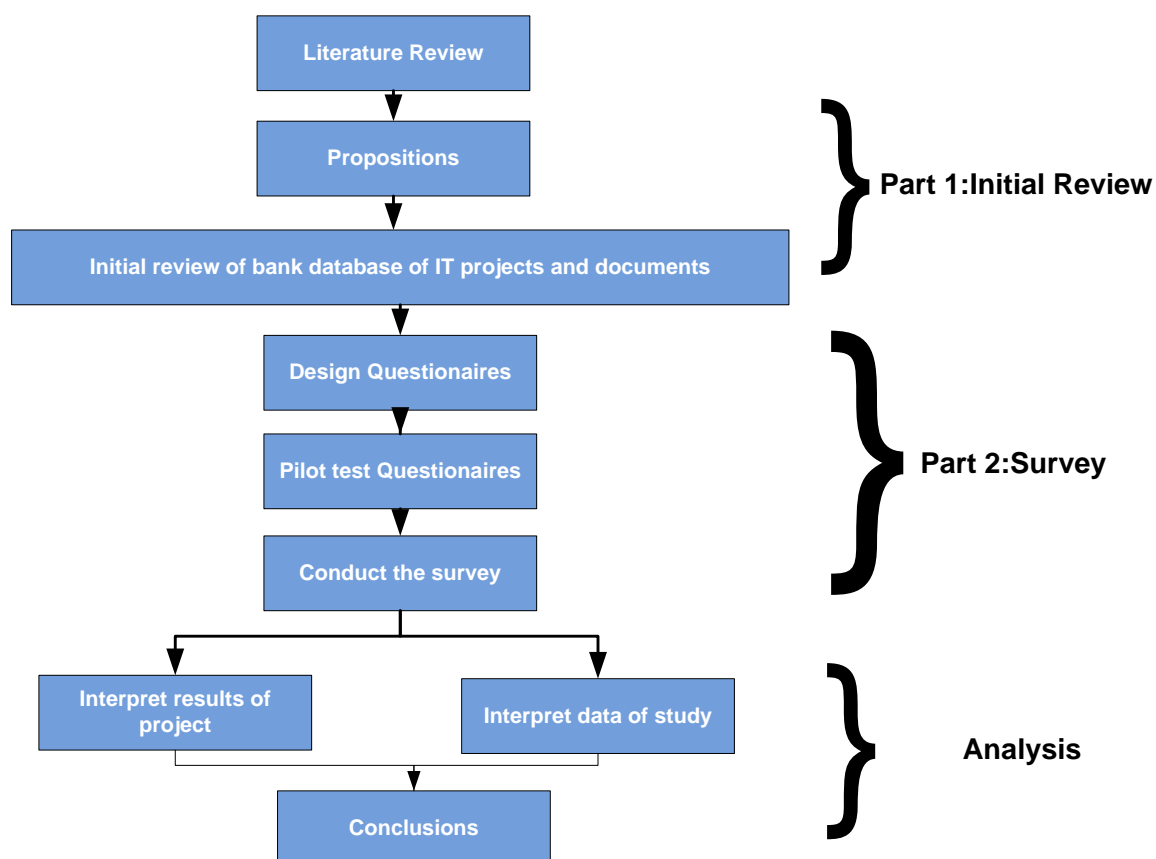 Literature Review
Propositions
Part 1:Initial Review
Initial review of bank database of IT projects and documents
Design Questionaires
Pilot test Questionaires
Part 2:Survey
Conduct the survey
Interpret results of
project
Interpret data of study
Analysis
Conclusions